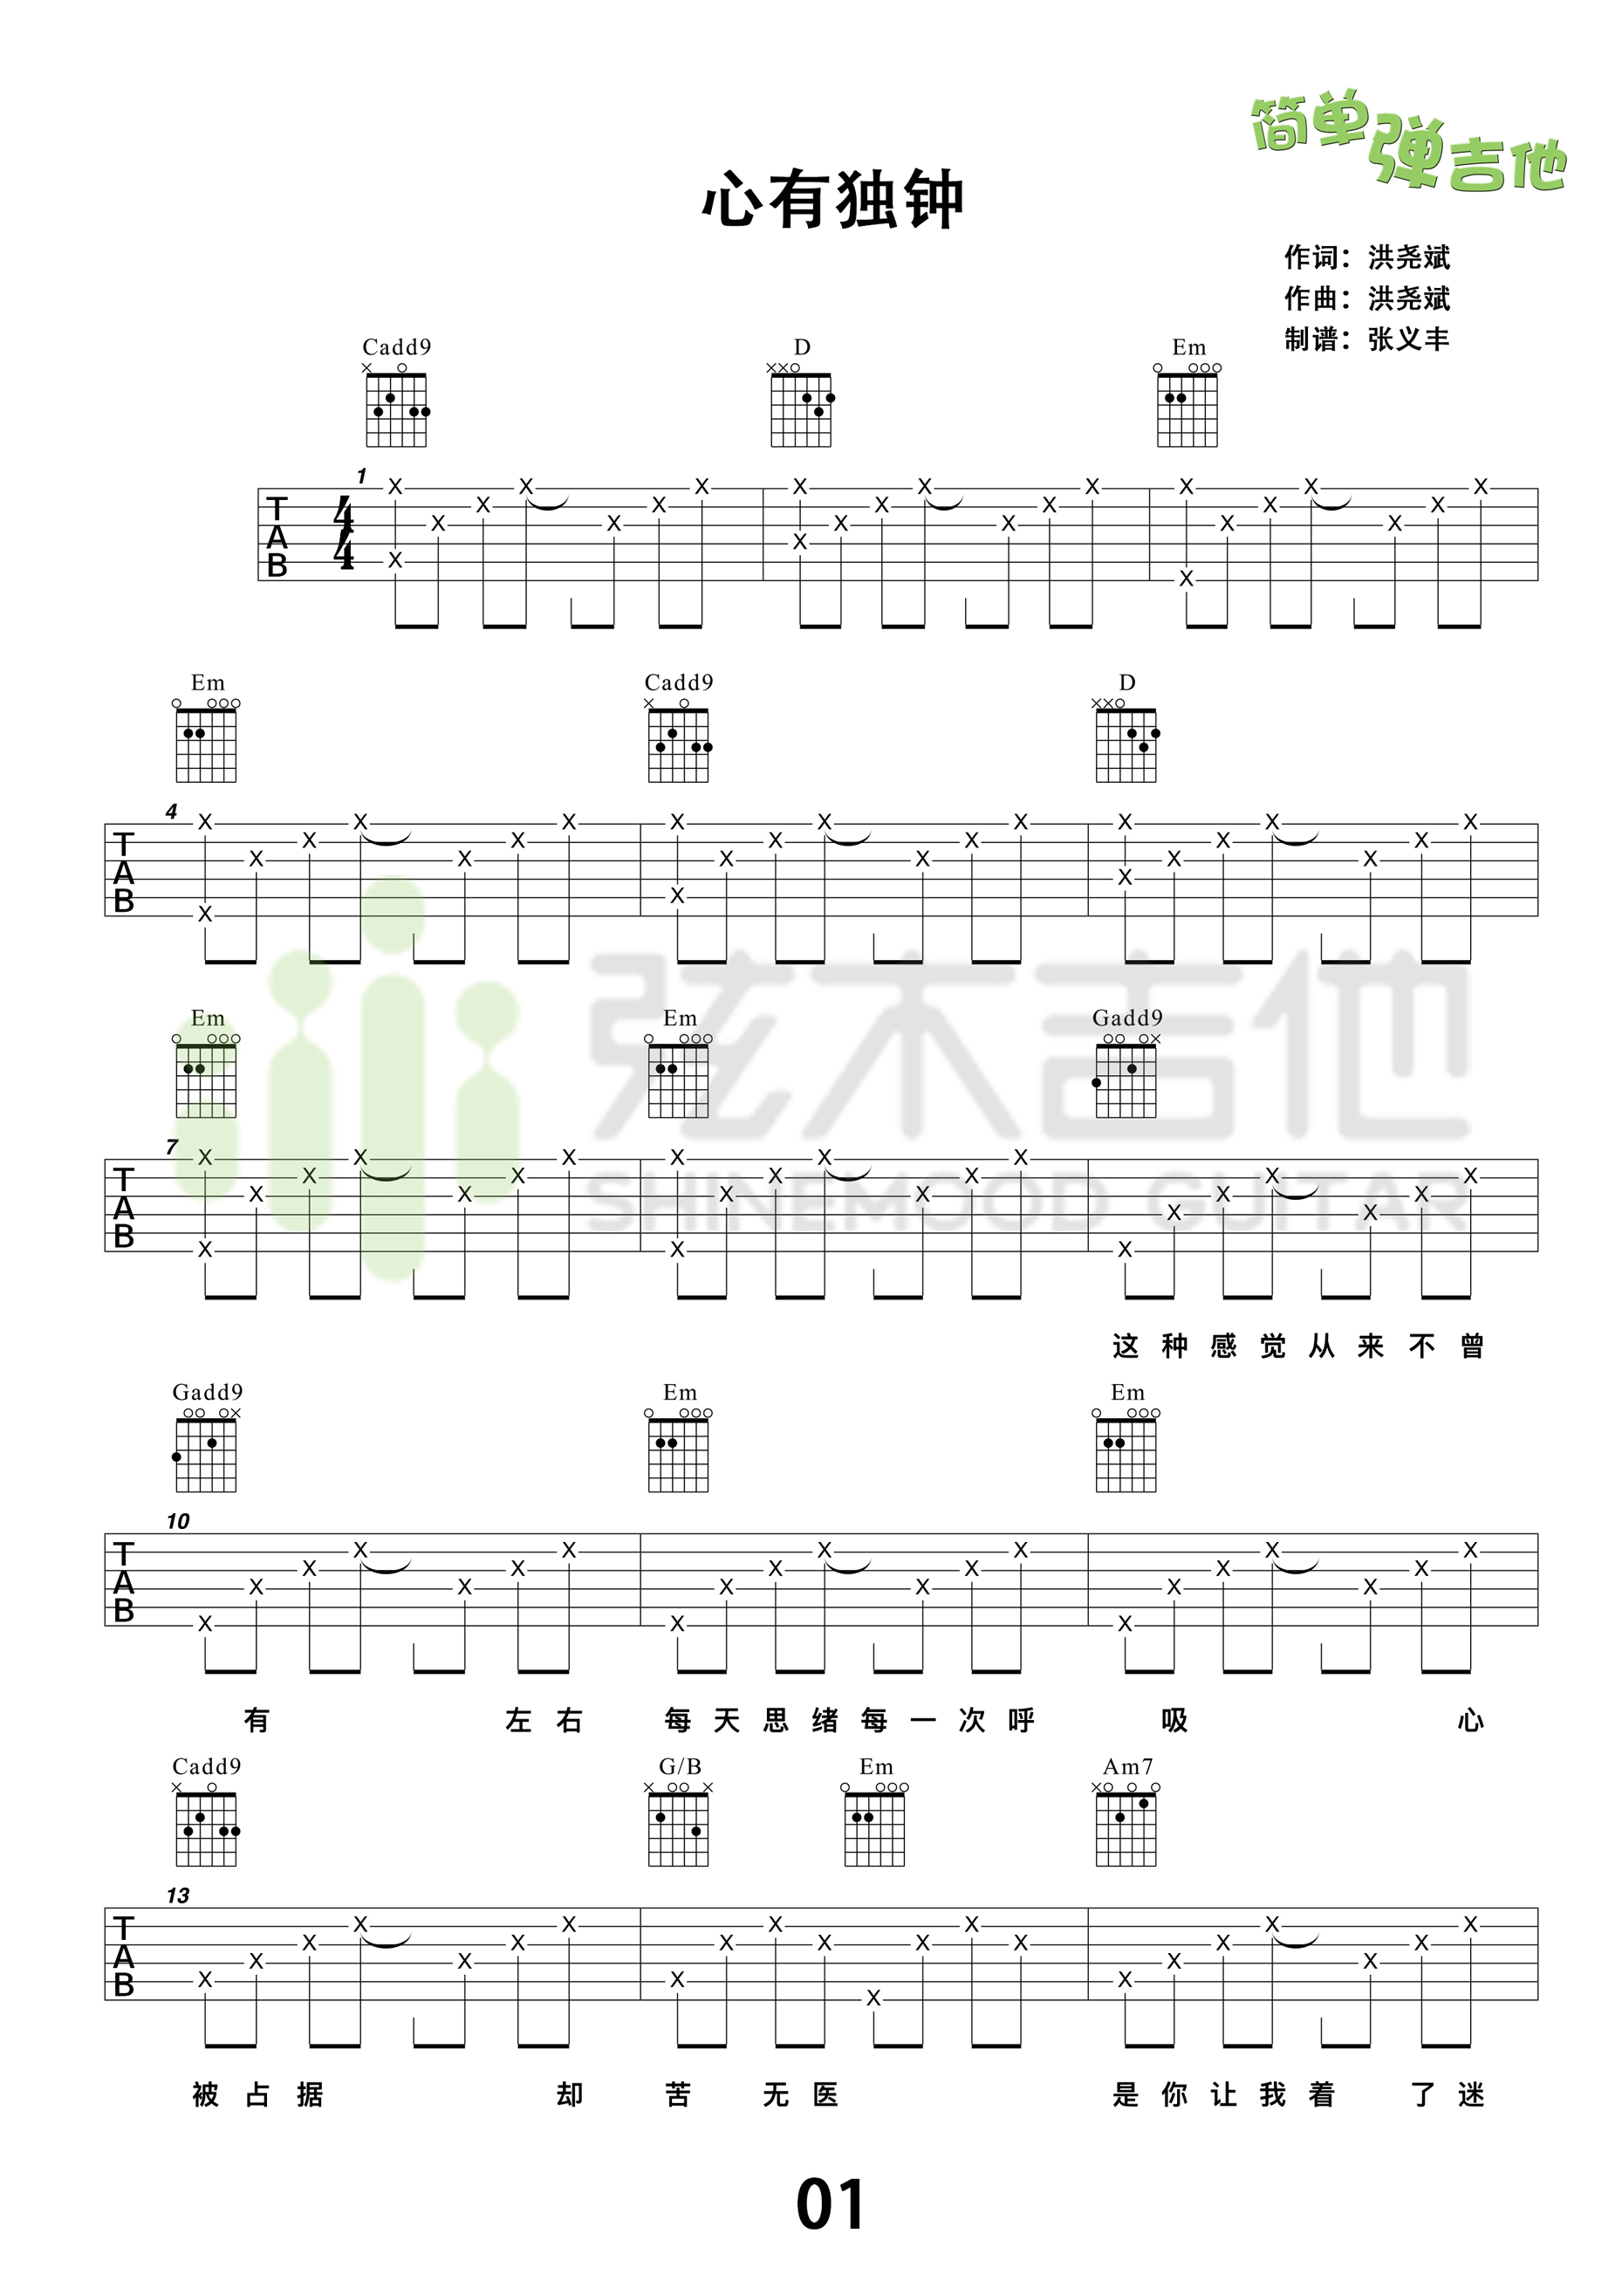 简单弹吉他
心有独钟
作词：洪尧斌
作曲：洪尧斌
制谱：张义丰
Cadd9 D Em
1
T A B 4/4
Em Cadd9 D
4
T A B
弦木吉他
Em Em Gadd9
7
T A B
SHINEMOOD GUITAR
这 种 感 觉 从 来 不 曾
Gadd9 Em Em
10
T A B
有 左 右 每 天 思 绪 每 一 次 呼 吸 心
Cadd9 G/B Em Am7
13
T A B
被 占 据 却 苦 无 医 是 你 让 我 着 了 迷
01